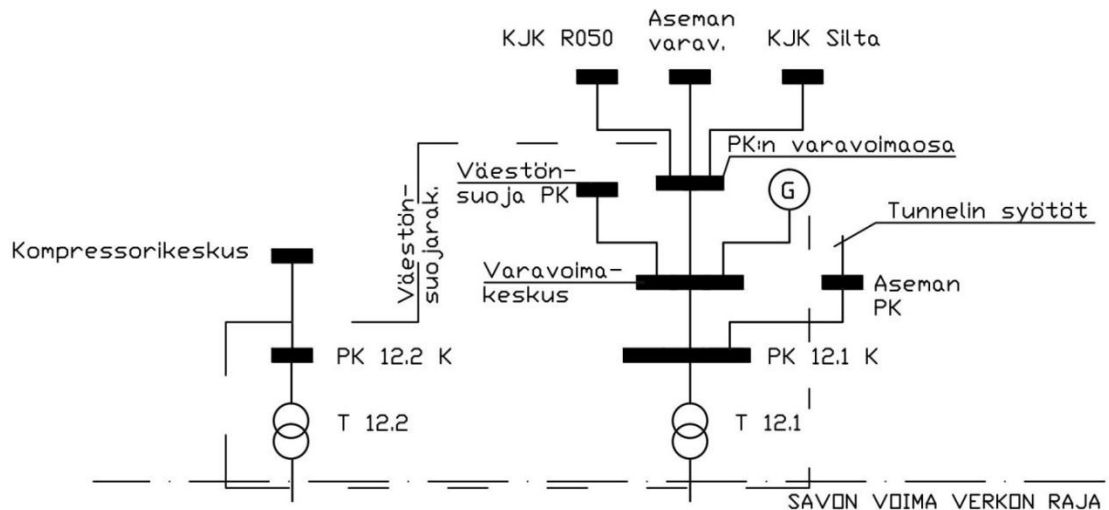 Aseman
KJK R050
varav.
KJK Silta
PK:n varavoimaosa
Väestön-
suoja PK
G
Väestön-
suojarak.
Tunnelin syötöt
Kompressorikeskus
Varavoima-
keskus
Aseman
PK
PK 12.2 K
PK 12.1 K
T 12.2
T 12.1
SAVON VOIMA VERKON RAJA